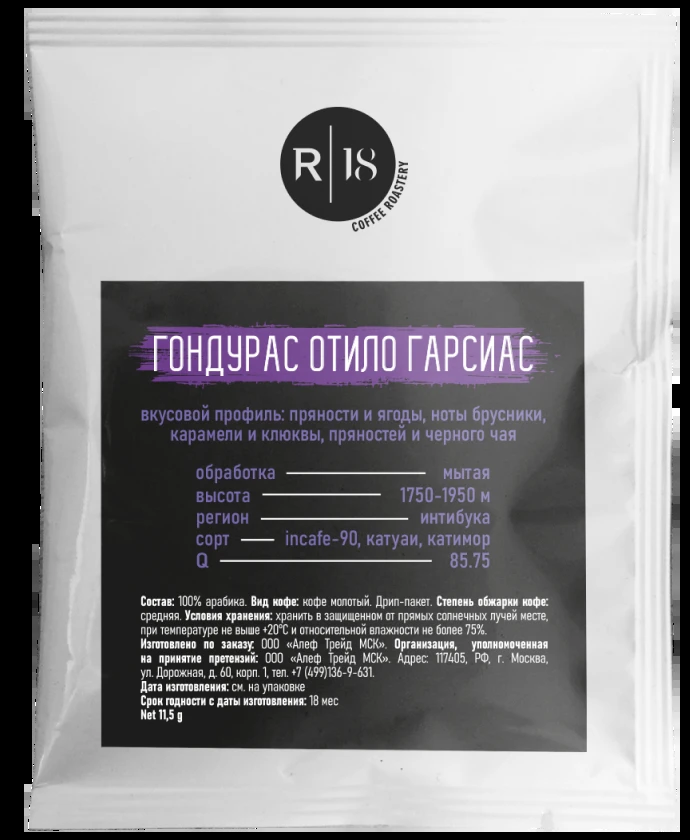 R 18
COFFEE ROASTERY
ГОНДУРАС ОТИЛО ГАРСИАС
вкусовой профиль: пряности и ягоды, ноты брусники,
карамели и клюквы, пряностей и черного чая
обработка мытая
высота 1750-1950 м
регион интибука
сорт incafe-90, катуаи, катимор
Q 85.75
Состав: 100% арабика. Вид кофе: кофе молотый. Дрип-пакет. Степень обжарки кофе:
средняя. Условия хранения: хранить в защищенном от прямых солнечных лучей месте,
при температуре не выше +20°С и относительной влажности не более 75%.
Изготовлено по заказу: ООО «Алеф Трейд МСК». Организация, уполномоченная
на принятие претензий: ООО «Алеф Трейд МСК». Адрес: 117405, РФ, г. Москва,
ул. Дорожная, д. 60, корп. 1, тел. +7 (499)136-9-631.
Дата изготовления: см. на упаковке
Срок годности с даты изготовления: 18 мес
Net 11,5 g